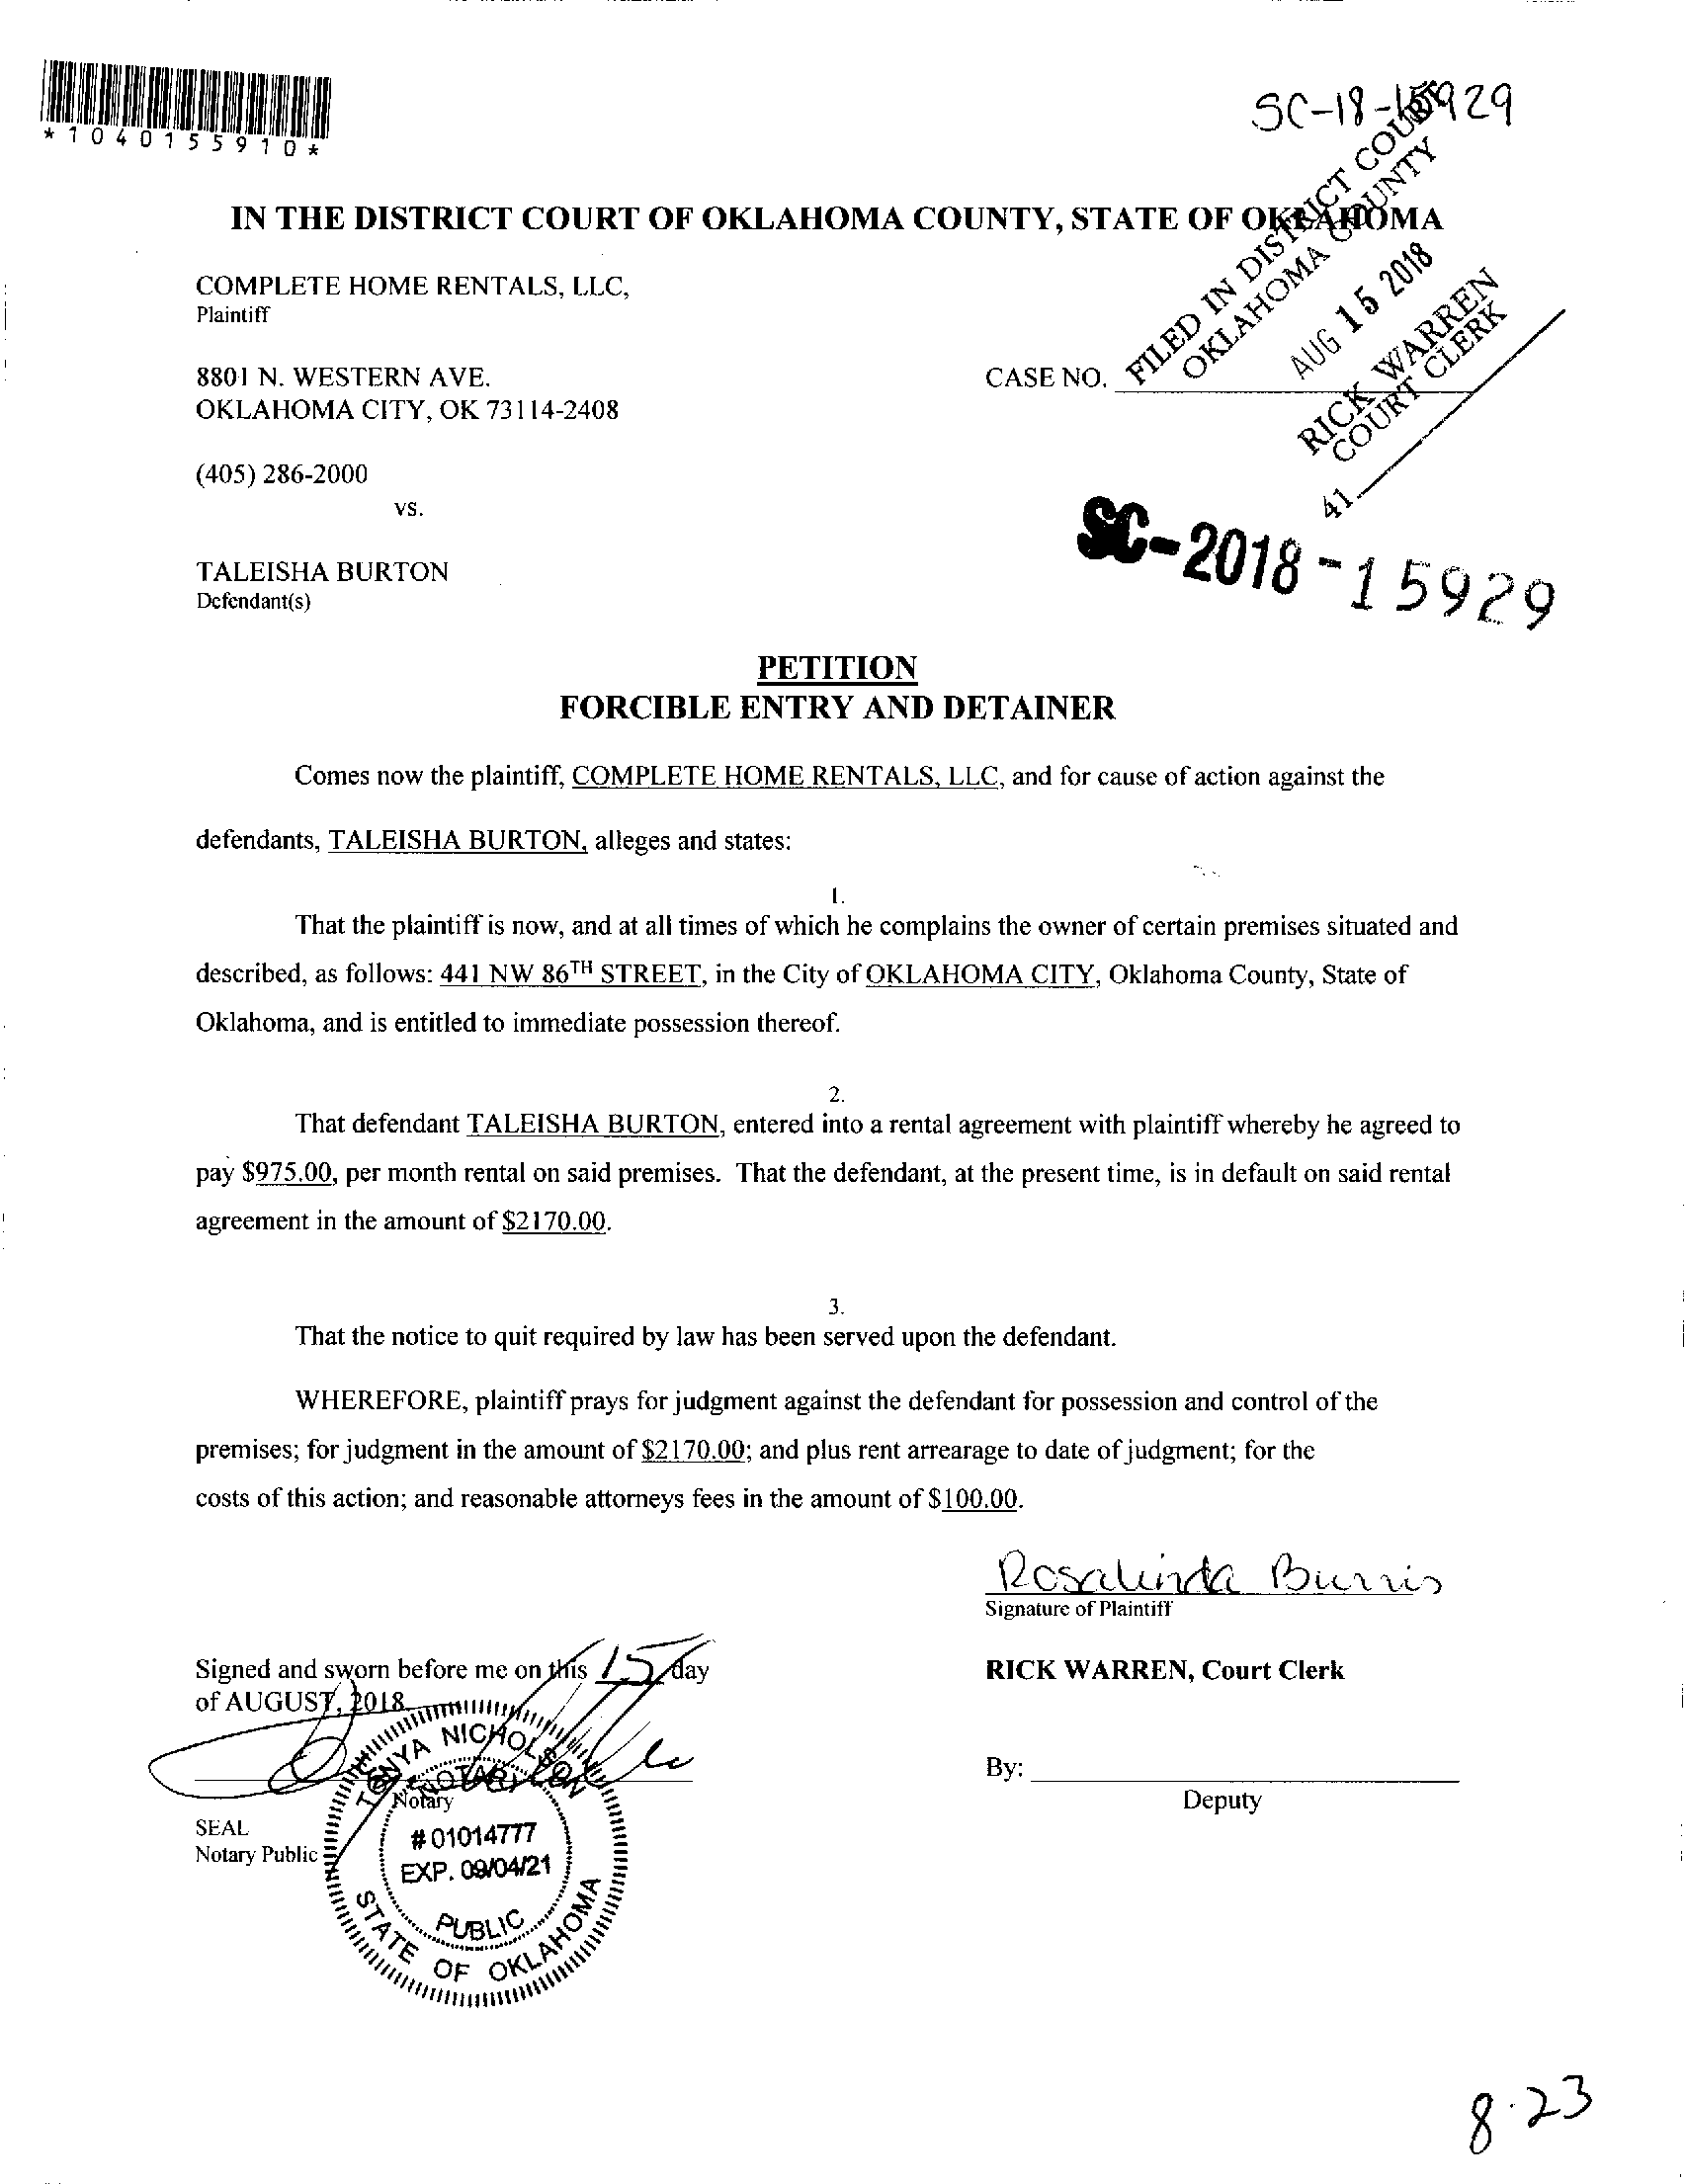 *1040155910*
SC-18-15929
IN THE DISTRICT COURT OF OKLAHOMA COUNTY, STATE OF OKLAHOMA
FILED IN DISTRICT COURT
OKLAHOMA COUNTY
AUG 15 2018
RICK WARREN
COURT CLERK
41
COMPLETE HOME RENTALS, LLC,
Plaintiff
8801 N. WESTERN AVE.
OKLAHOMA CITY, OK 73114-2408
CASE NO.
(405) 286-2000
vs.
SC-2018-15929
TALEISHA BURTON
Defendant(s)
PETITION
FORCIBLE ENTRY AND DETAINER
Comes now the plaintiff, COMPLETE HOME RENTALS, LLC, and for cause of action against the
defendants, TALEISHA BURTON, alleges and states:
1.
That the plaintiff is now, and at all times of which he complains the owner of certain premises situated and
described, as follows: 441 NW 86TH STREET, in the City of OKLAHOMA CITY, Oklahoma County, State of
Oklahoma, and is entitled to immediate possession thereof.
2.
That defendant TALEISHA BURTON, entered into a rental agreement with plaintiff whereby he agreed to
pay $975.00, per month rental on said premises. That the defendant, at the present time, is in default on said rental
agreement in the amount of $2170.00.
3.
That the notice to quit required by law has been served upon the defendant.
WHEREFORE, plaintiff prays for judgment against the defendant for possession and control of the
premises; for judgment in the amount of $2170.00; and plus rent arrearage to date of judgment; for the
costs of this action; and reasonable attorneys fees in the amount of $100.00.
Rosalinda Burris
Signature of Plaintiff
Signed and sworn before me on this 15 day
of AUGUST, 2018
RICK WARREN, Court Clerk
By:
Deputy
Notary
SEAL
Notary Public
TONYA NICHOLSON
NOTARY
#01014777
EXP. 09/04/21
PUBLIC
STATE OF OKLAHOMA
8.23